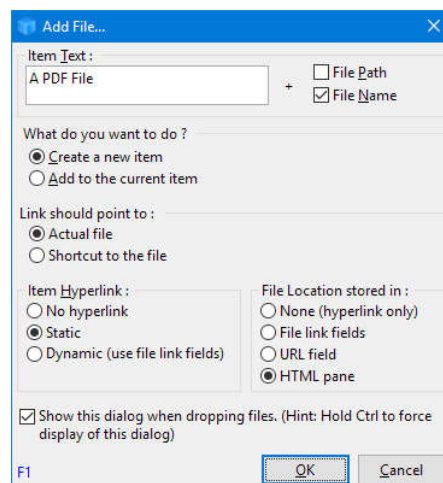 Add File...
Item Text :
A PDF File
+
File Path
File Name
What do you want to do ?
Create a new item
Add to the current item
Link should point to :
Actual file
Shortcut to the file
Item Hyperlink :
No hyperlink
Static
Dynamic (use file link fields)
File Location stored in :
None (hyperlink only)
File link fields
URL field
HTML pane
Show this dialog when dropping files. (Hint: Hold Ctrl to force
display of this dialog)
F1
OK
Cancel